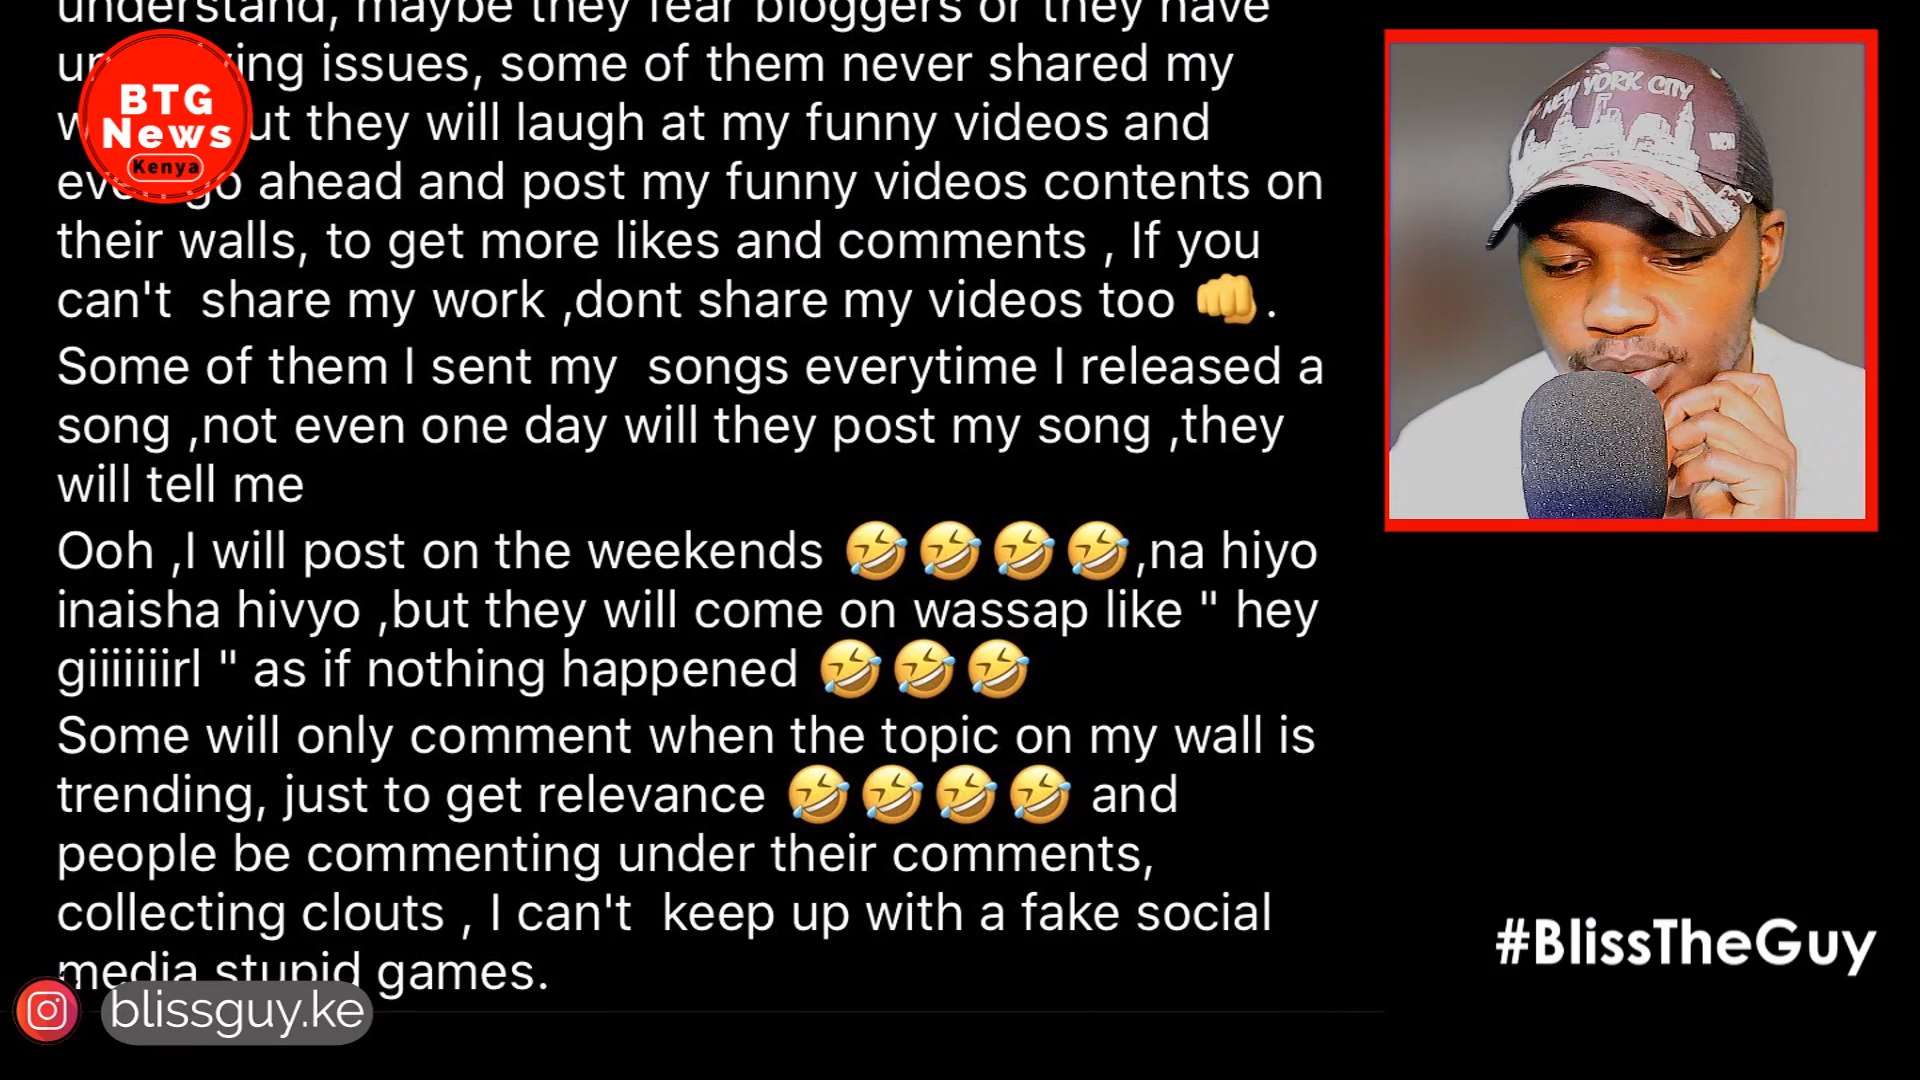 understand, maybe they fear bloggers or they have
issues, some of them never shared my
they will laugh at my funny videos and
ahead and post my funny videos contents on
their walls, to get more likes and comments , If you
can't share my work ,dont share my videos too 👊.
Some of them I sent my songs everytime I released a
song ,not even one day will they post my song ,they
will tell me
Ooh ,I will post on the weekends 🤣🤣🤣🤣,na hiyo
inaisha hivyo ,but they will come on wassap like " hey
giiiiiiirl " as if nothing happened 🤣🤣🤣
Some will only comment when the topic on my wall is
trending, just to get relevance 🤣🤣🤣🤣 and
people be commenting under their comments,
collecting clouts , I can't keep up with a fake social
media stupid games.
BTG
News
Kenya
NEW YORK CITY
#BlissTheGuy
blissguy.ke